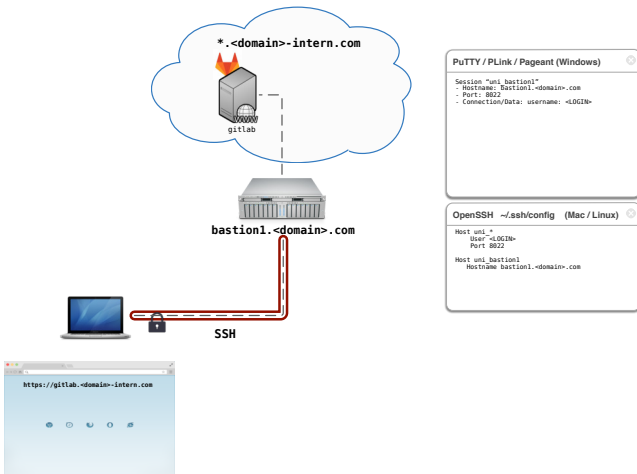 *.<domain>-intern.com
WWW
gitlab
bastion1.<domain>.com
SSH
https://gitlab.<domain>-intern.com
PuTTY / PLink / Pageant (Windows)
Session "uni_bastion1"
- Hostname: bastion1.<domain>.com
- Port: 8022
- Connection/Data: username: <LOGIN>
OpenSSH ~/.ssh/config (Mac / Linux)
Host uni_*
User <LOGIN>
Port 8022
Host uni_bastion1
Hostname bastion1.<domain>.com